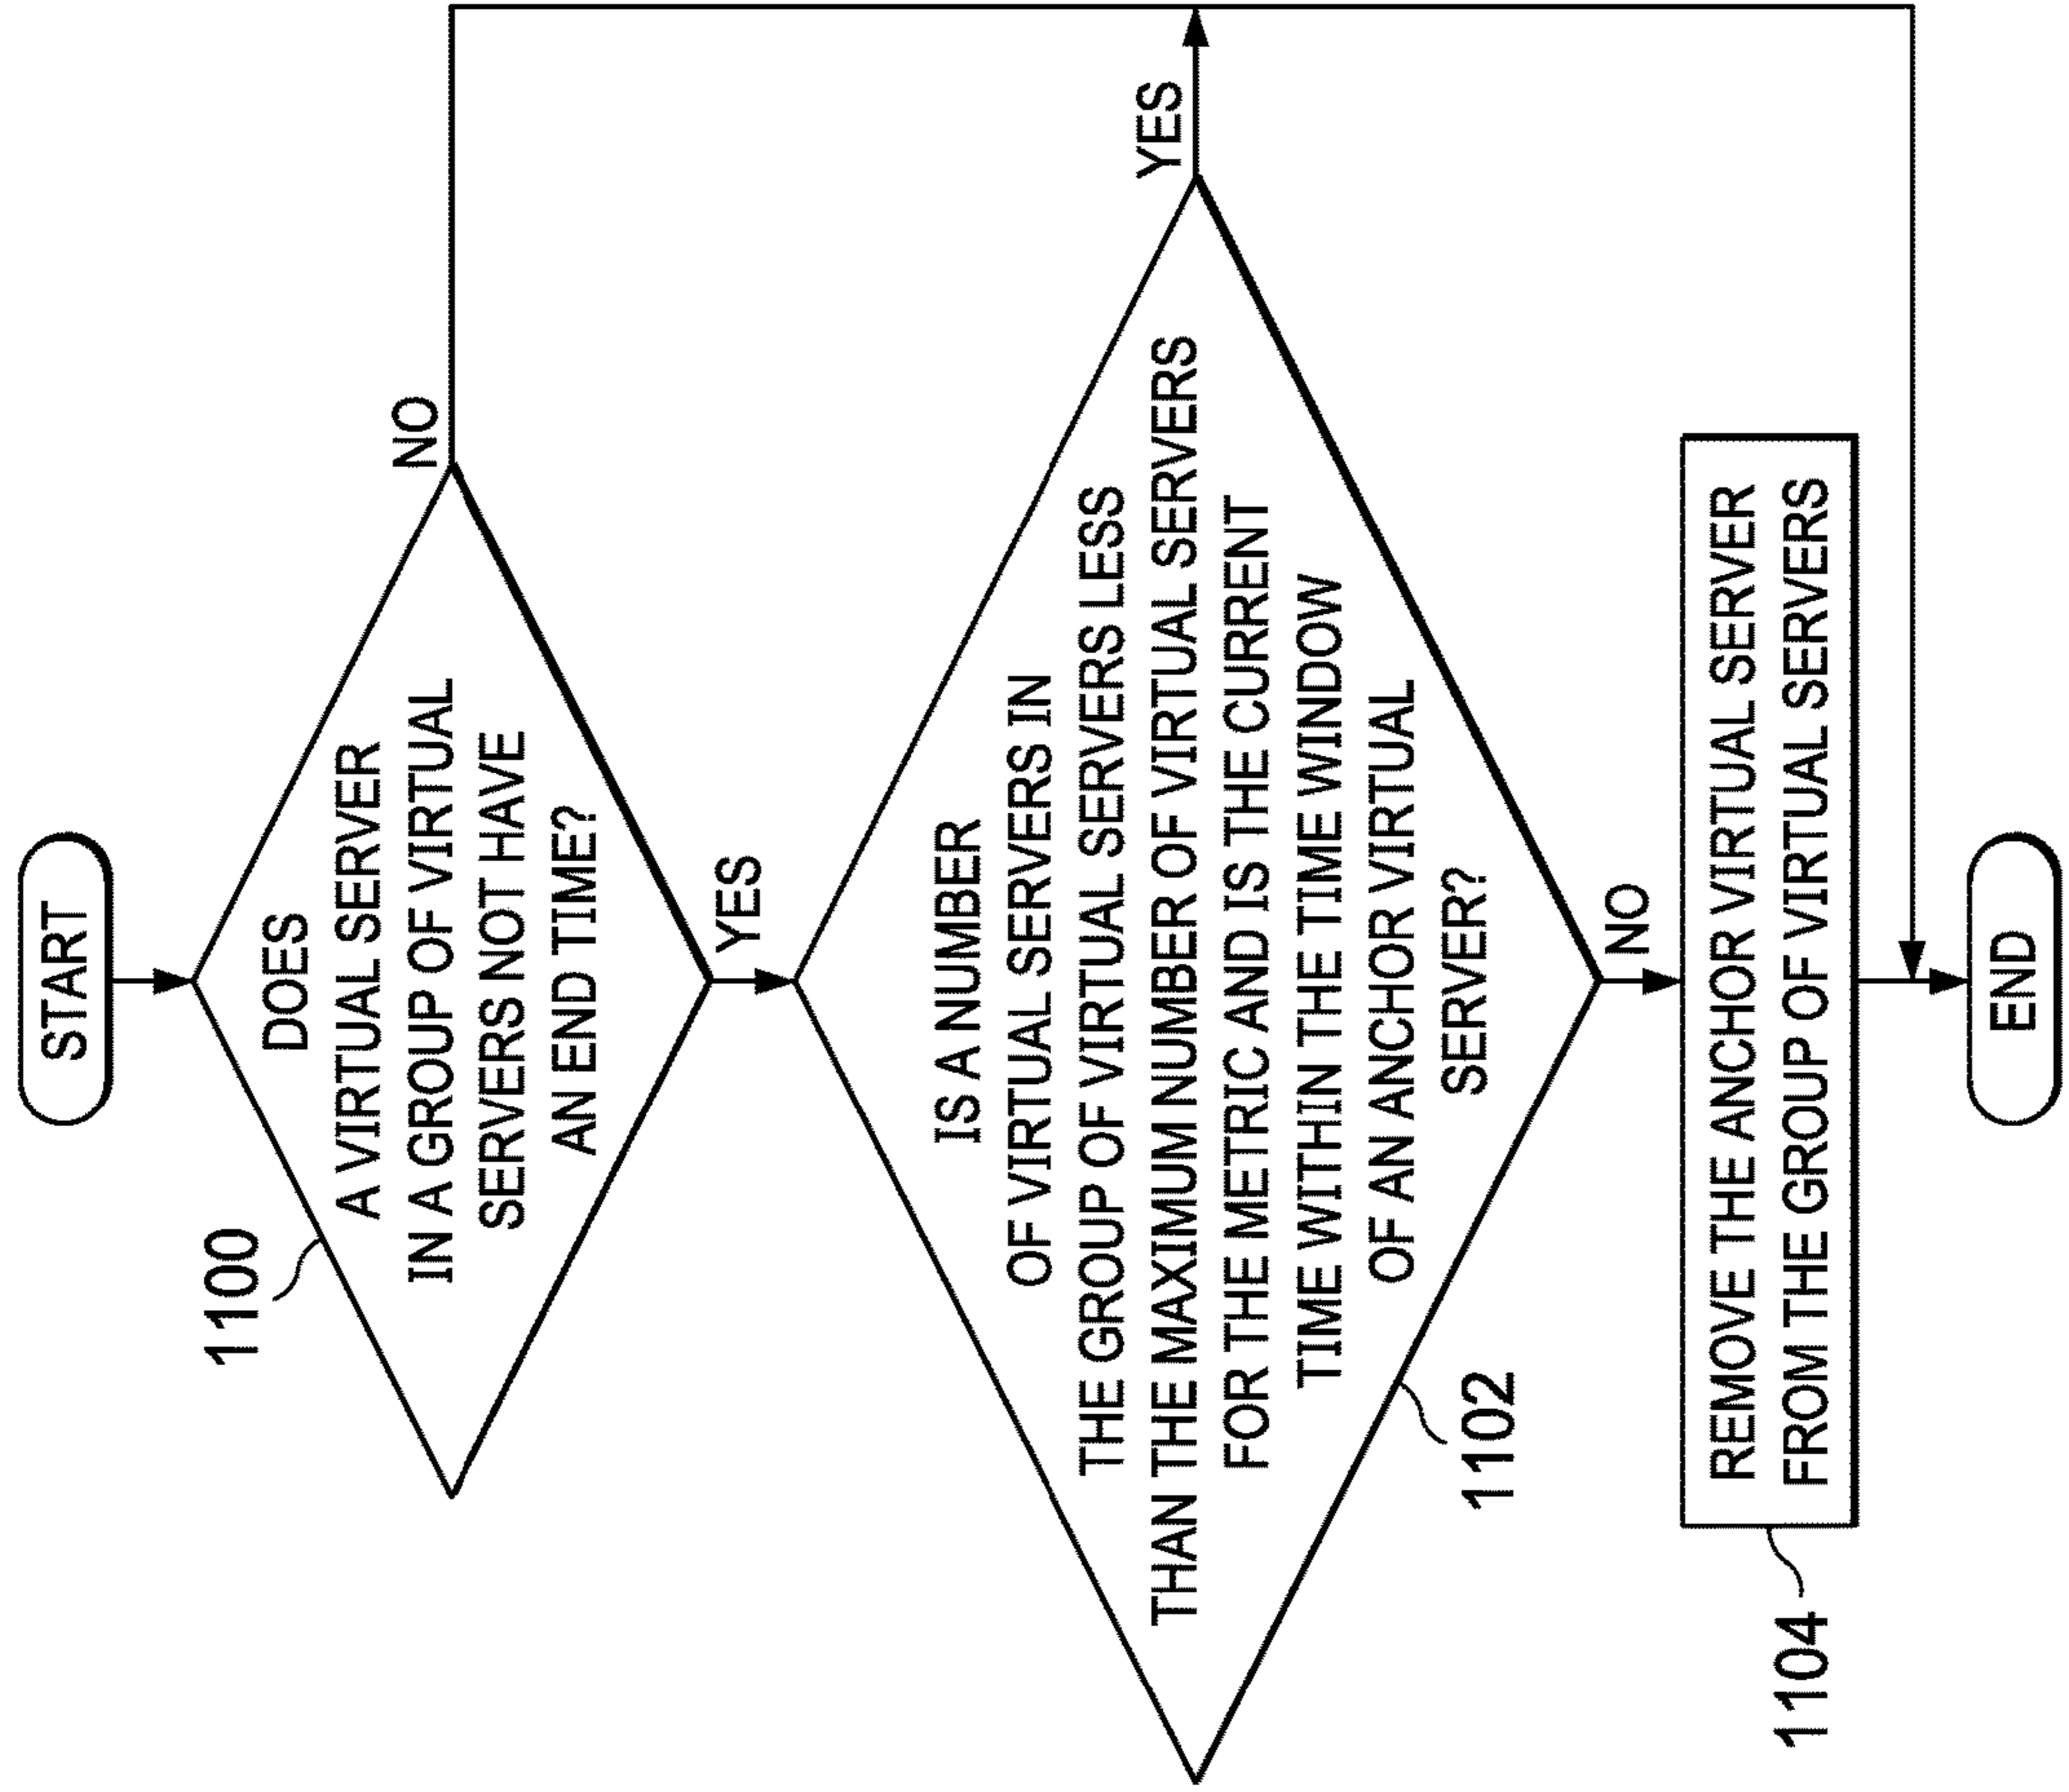 START
1100
DOES
A VIRTUAL SERVER
IN A GROUP OF VIRTUAL
SERVERS NOT HAVE
AN END TIME?
NO
YES
IS A NUMBER
OF VIRTUAL SERVERS IN
THE GROUP OF VIRTUAL SERVERS LESS
THAN THE MAXIMUM NUMBER OF VIRTUAL SERVERS
FOR THE METRIC AND IS THE CURRENT
TIME WITHIN THE TIME WINDOW
OF AN ANCHOR VIRTUAL
SERVER?
YES
1102
NO
REMOVE THE ANCHOR VIRTUAL SERVER
FROM THE GROUP OF VIRTUAL SERVERS
1104
END